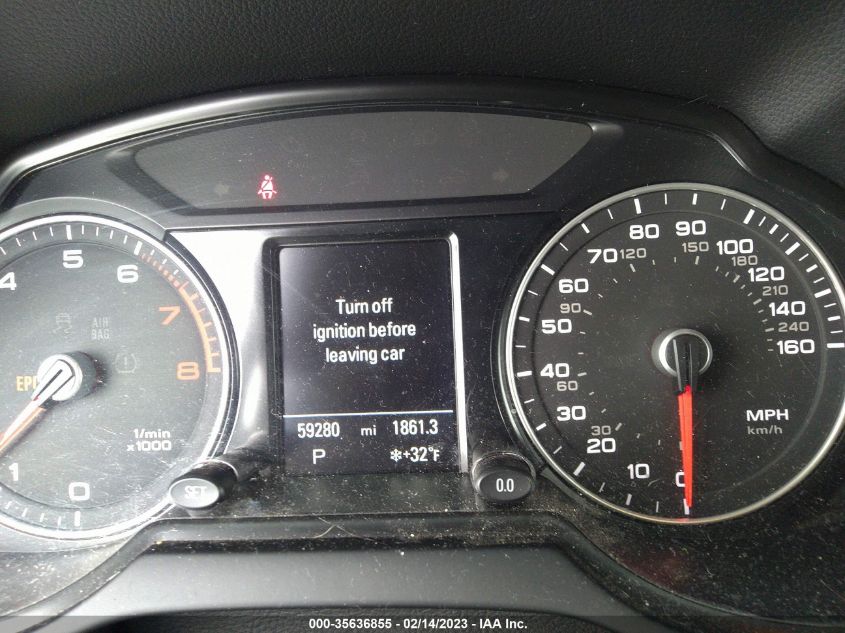 4 5 6 7 8
AIR
BAG
EPC
1/min
x1000
1 0
SET
Turn off
ignition before
leaving car
59280 mi 1861.3
P ❄+32°F
0.0
0 10 20 30 40 50 60 70 80 90 100 120 140 160
30 60 90 120 150 180 210 240
MPH
km/h
000-35636855 - 02/14/2023 - IAA Inc.